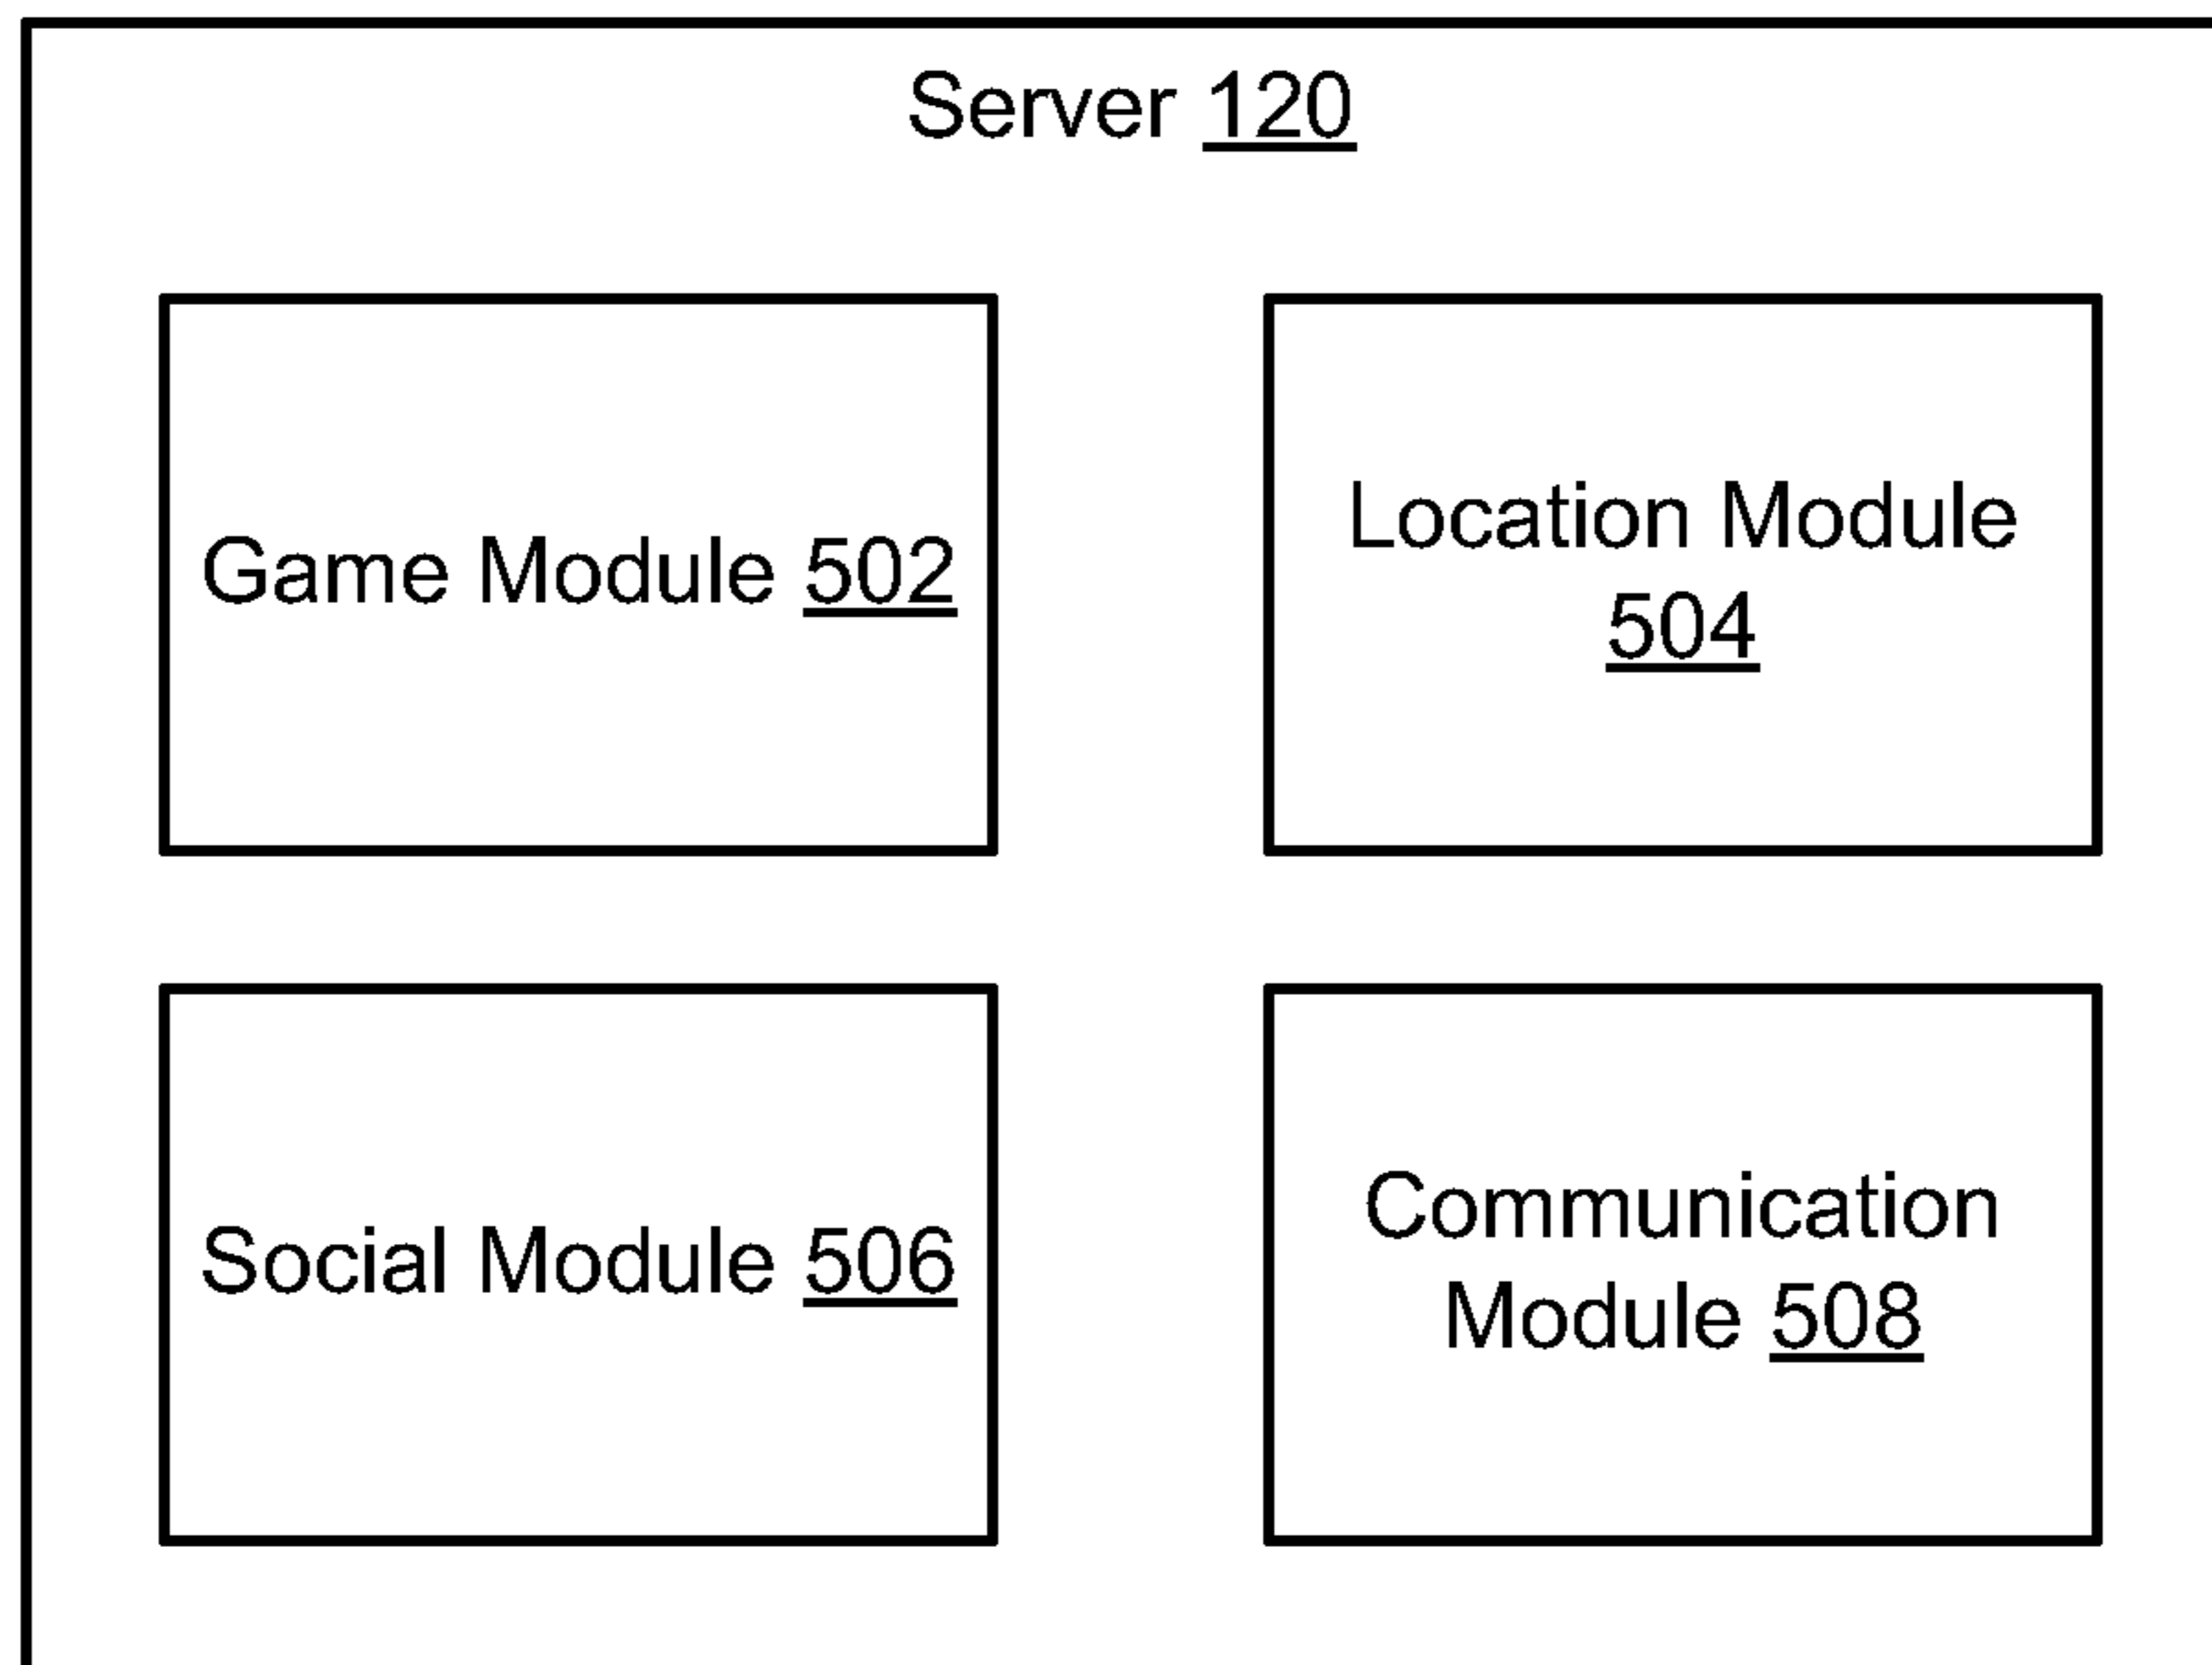 Server 120
Game Module 502
Location Module
504
Social Module 506
Communication
Module 508